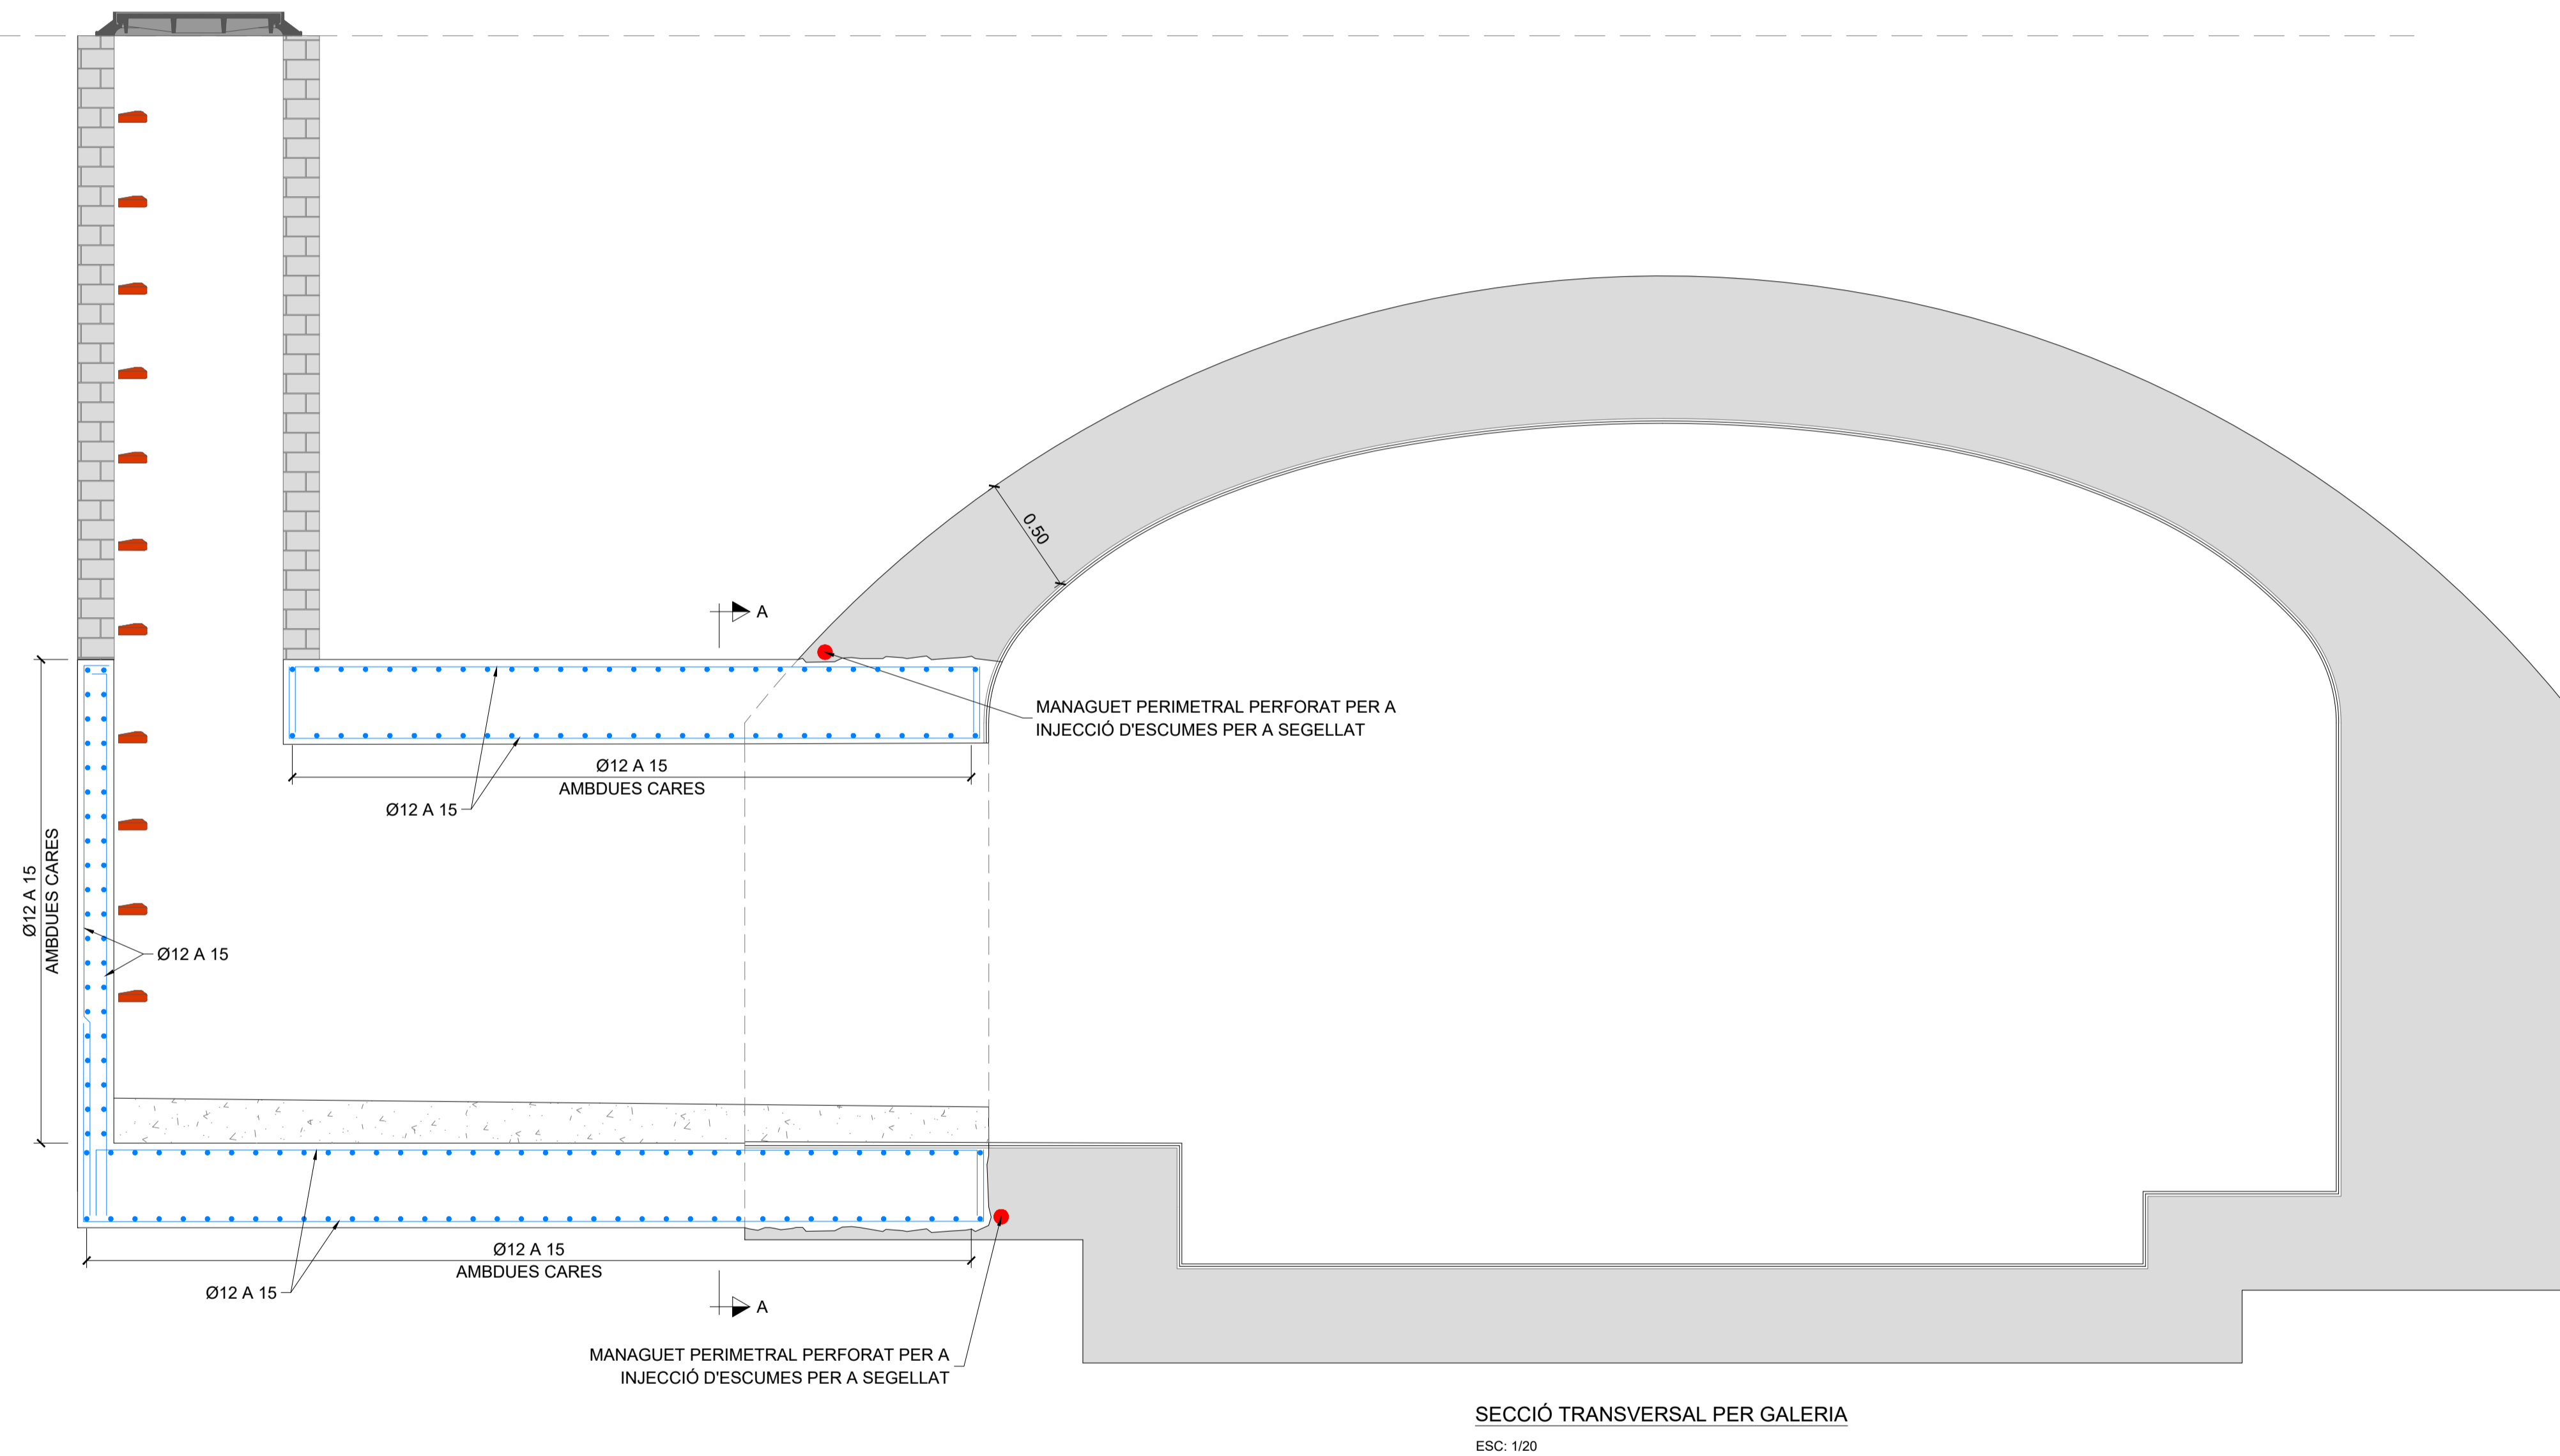 0.50
A
MANAGUET PERIMETRAL PERFORAT PER A
INJECCIÓ D'ESCUMES PER A SEGELLAT
Ø12 A 15
AMBDUES CARES
Ø12 A 15
Ø12 A 15
AMBDUES CARES
Ø12 A 15
Ø12 A 15
AMBDUES CARES
Ø12 A 15
A
MANAGUET PERIMETRAL PERFORAT PER A
INJECCIÓ D'ESCUMES PER A SEGELLAT
SECCIÓ TRANSVERSAL PER GALERIA
ESC: 1/20